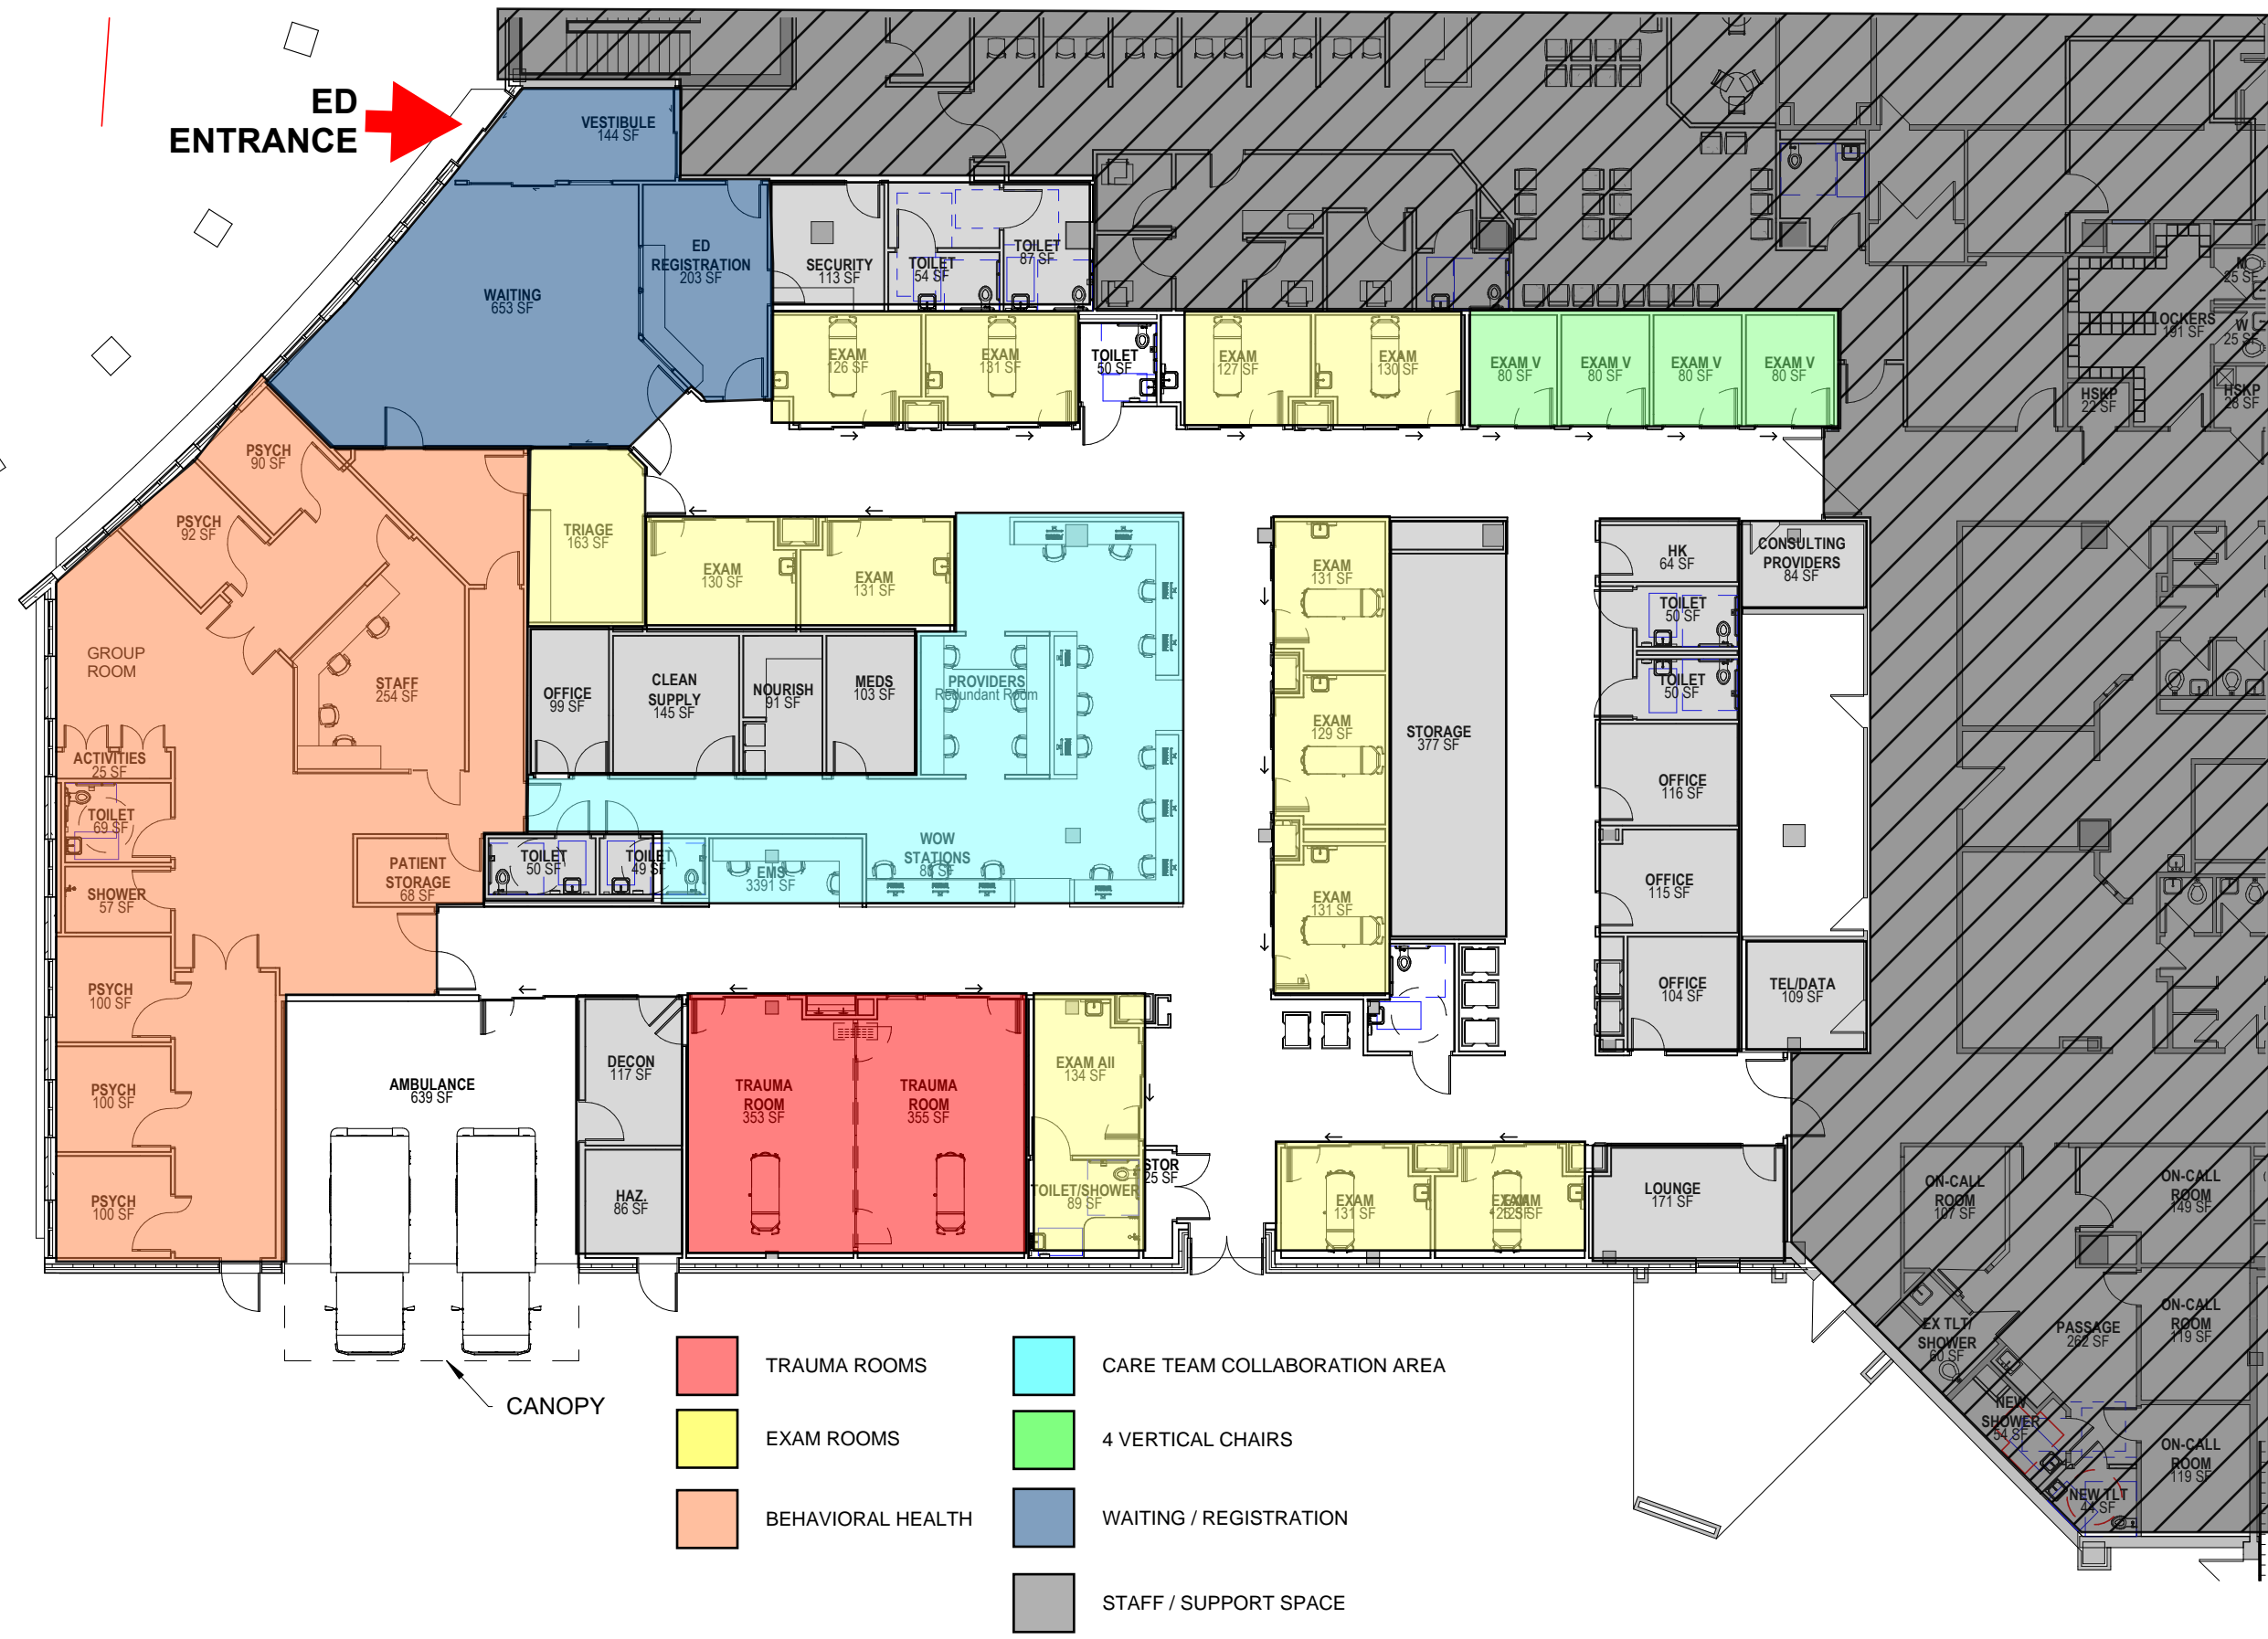 ED
ENTRANCE
VESTIBULE
144 SF
WAITING
653 SF
ED
REGISTRATION
203 SF
SECURITY
113 SF
TOILET
54 SF
TOILET
87 SF
EXAM
126 SF
EXAM
131 SF
TOILET
50 SF
EXAM
127 SF
EXAM
130 SF
EXAM V
80 SF
EXAM V
80 SF
EXAM V
80 SF
EXAM V
80 SF
LOCKERS
191 SF
M
25 SF
W
25 SF
HSKP
22 SF
HSKP
28 SF
PSYCH
90 SF
PSYCH
92 SF
TRIAGE
163 SF
EXAM
130 SF
EXAM
131 SF
EXAM
131 SF
HK
64 SF
CONSULTING
PROVIDERS
84 SF
TOILET
50 SF
TOILET
50 SF
GROUP
ROOM
STAFF
254 SF
OFFICE
99 SF
CLEAN
SUPPLY
145 SF
NOURISH
91 SF
MEDS
103 SF
PROVIDERS
Redundant Room
EXAM
129 SF
STORAGE
377 SF
OFFICE
116 SF
ACTIVITIES
25 SF
TOILET
69 SF
PATIENT
STORAGE
68 SF
SHOWER
57 SF
TOILET
50 SF
TOILET
49 SF
EMS
3391 SF
WOW
STATIONS
85 SF
EXAM
131 SF
OFFICE
115 SF
PSYCH
100 SF
PSYCH
100 SF
PSYCH
100 SF
AMBULANCE
639 SF
DECON
117 SF
HAZ.
86 SF
TRAUMA
ROOM
353 SF
TRAUMA
ROOM
355 SF
EXAM AII
134 SF
TOILET/SHOWER
89 SF
STOR
25 SF
OFFICE
104 SF
TEL/DATA
109 SF
EXAM
131 SF
EXAM
LOUNGE
171 SF
ON-CALL
ROOM
107 SF
ON-CALL
ROOM
149 SF
ON-CALL
ROOM
119 SF
PASSAGE
262 SF
EX TLT/
SHOWER
60 SF
NEW
SHOWER
54 SF
ON-CALL
ROOM
119 SF
NEW TLT
44 SF
CANOPY
TRAUMA ROOMS
EXAM ROOMS
BEHAVIORAL HEALTH
CARE TEAM COLLABORATION AREA
4 VERTICAL CHAIRS
WAITING / REGISTRATION
STAFF / SUPPORT SPACE